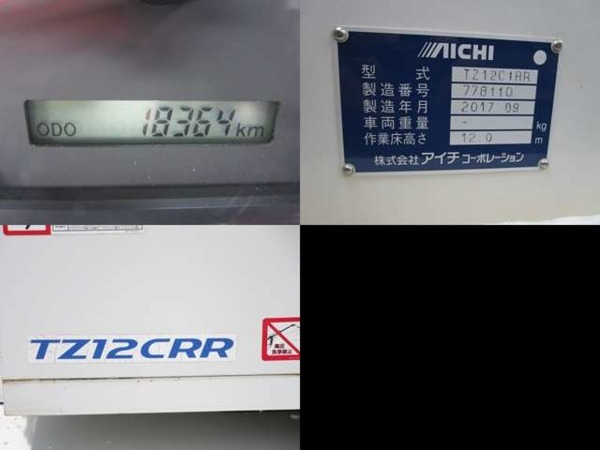 ODO 18364 km
AICHI
型式 TZ12C1RR
製造番号 778110
製造年月 2017 09
車両重量 - kg
作業床高さ 12.0 m
株式会社 アイチ コーポレーション
TZ12CRR